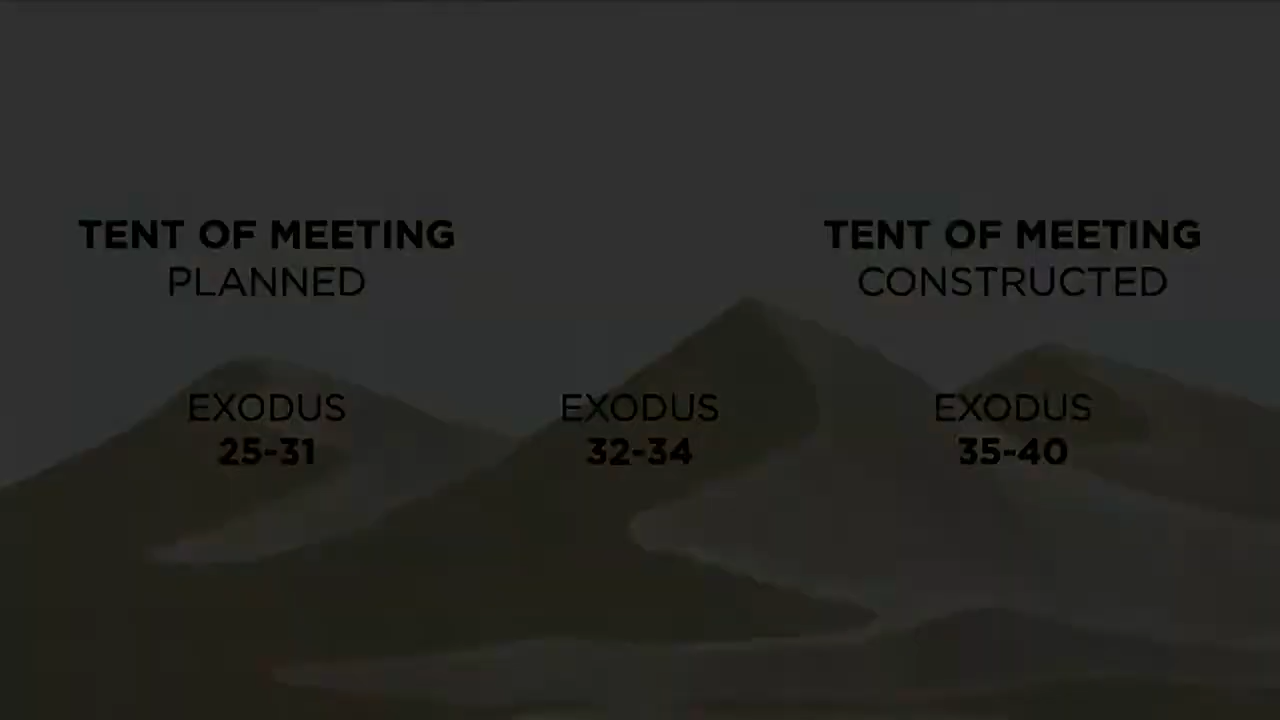 TENT OF MEETING
PLANNED
EXODUS
25-31
EXODUS
32-34
TENT OF MEETING
CONSTRUCTED
EXODUS
35-40